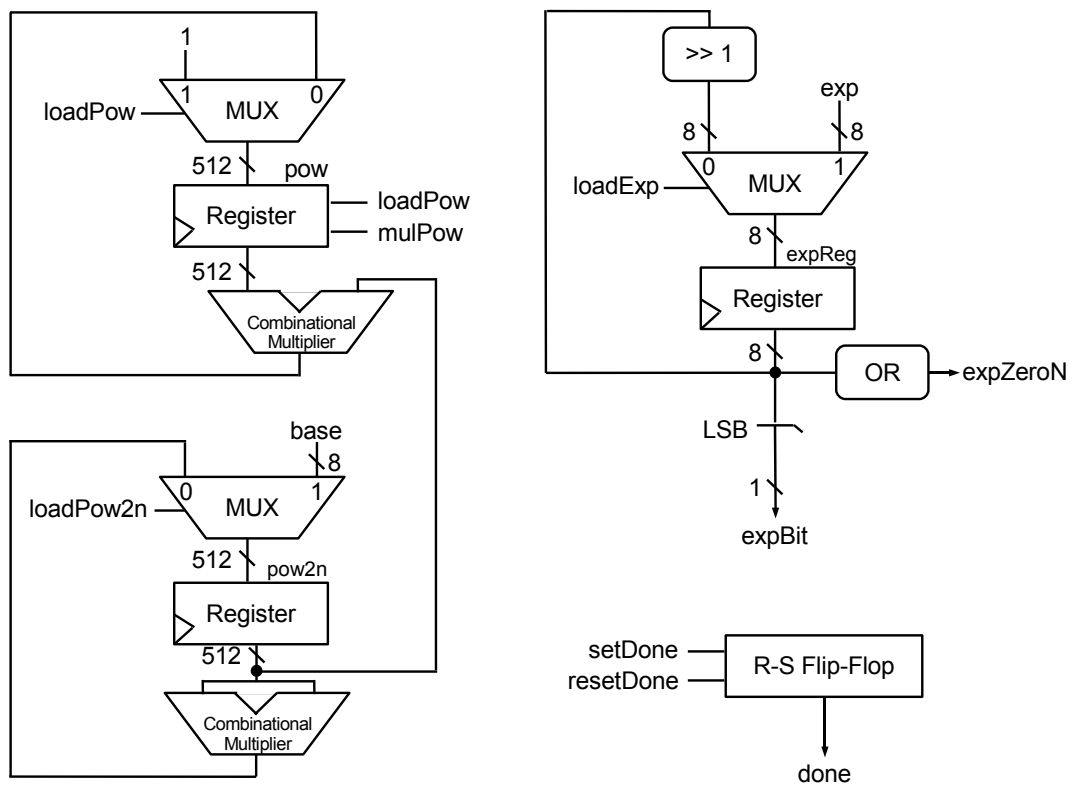 1
1
0
loadPow
MUX
512
pow
Register
loadPow
mulPow
512
Combinational
Multiplier
base
8
0
1
loadPow2n
MUX
512
pow2n
Register
512
Combinational
Multiplier
>> 1
exp
8
8
0
1
loadExp
MUX
8
expReg
Register
8
OR
expZeroN
LSB
1
expBit
setDone
resetDone
R-S Flip-Flop
done